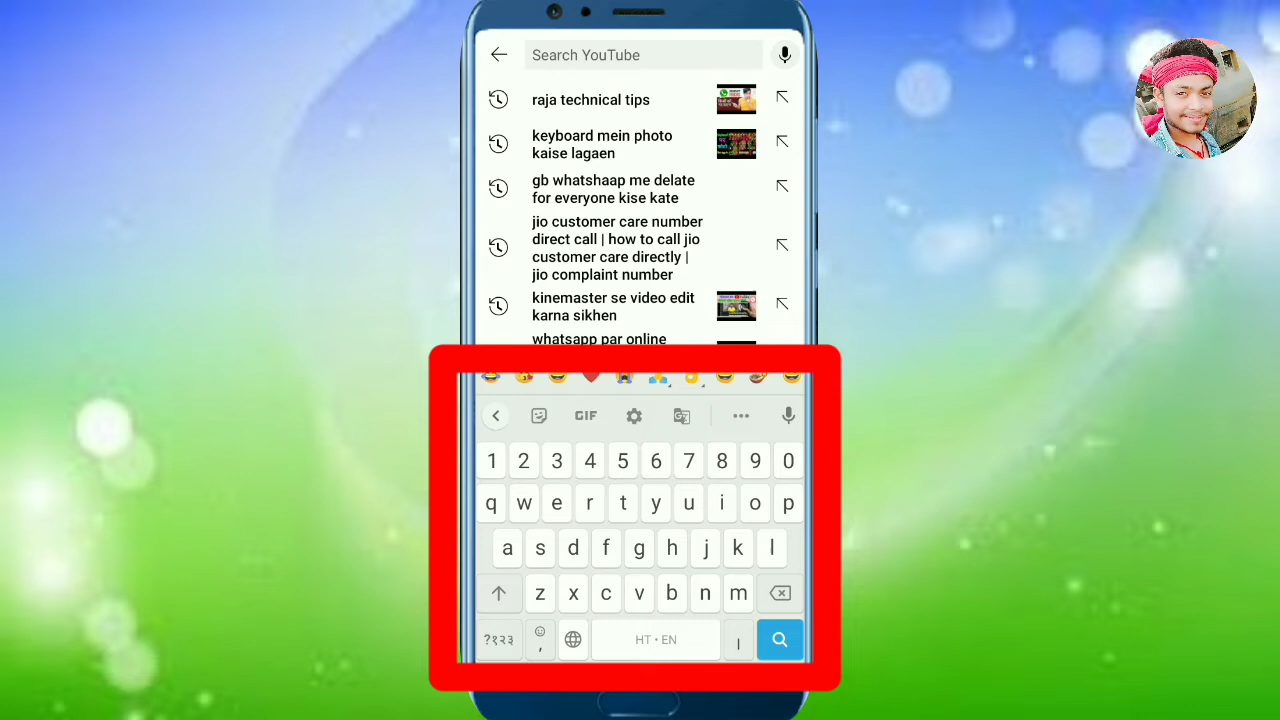 Search YouTube
raja technical tips
keyboard mein photo
kaise lagaen
gb whatshaap me delate
for everyone kise kate
jio customer care number
direct call | how to call jio
customer care directly |
jio complaint number
kinemaster se video edit
karna sikhen
whatsapp par online
GIF
1 2 3 4 5 6 7 8 9 0
q w e r t y u i o p
a s d f g h j k l
z x c v b n m
?१२३ , HT • EN ।